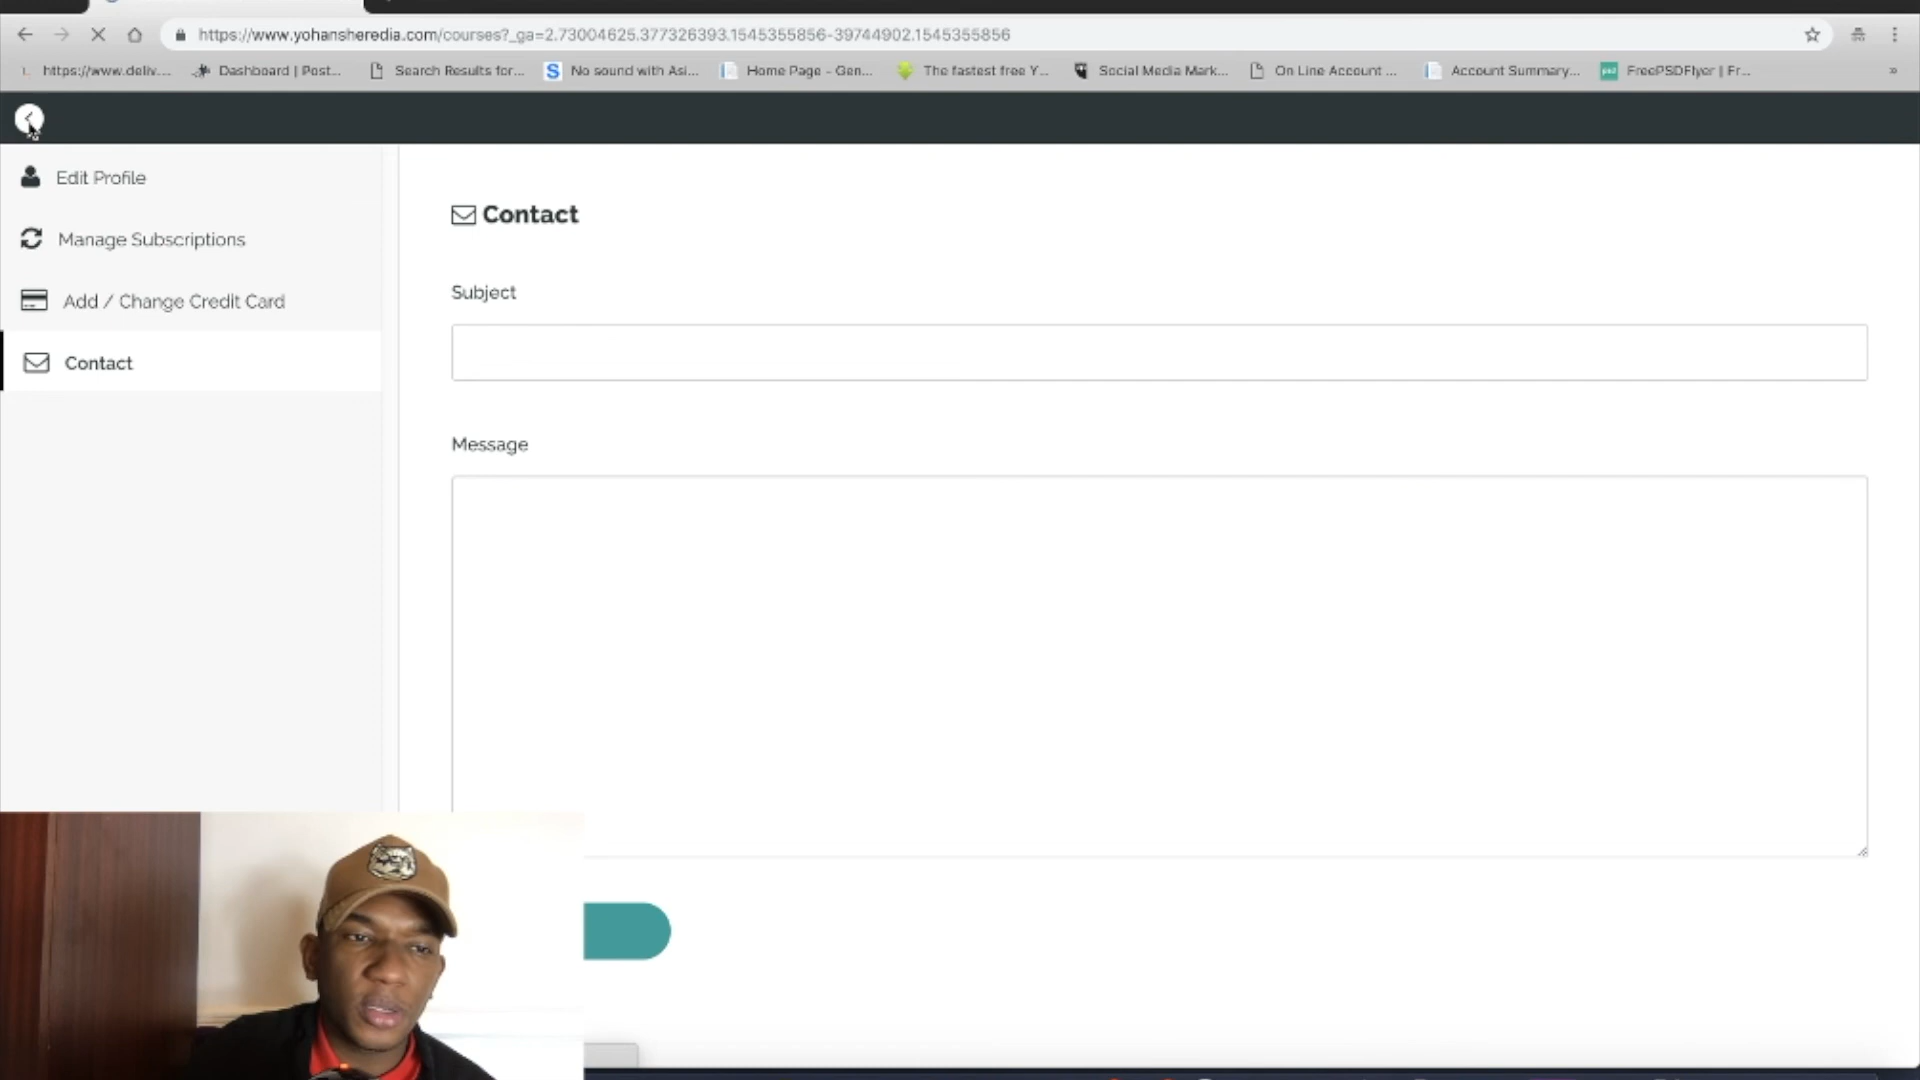 https://www.yohansheredia.com/courses?_ga=2.73004625.377326393.1545355856-39744902.1545355856
https://www.deliv... Dashboard | Post... Search Results for... S No sound with Asi... Home Page - Gen... The fastest free Y... Social Media Mark... On Line Account ... Account Summary... FreePSDFlyer | Fr... »
Edit Profile
Manage Subscriptions
Add / Change Credit Card
Contact
Contact
Subject
Message